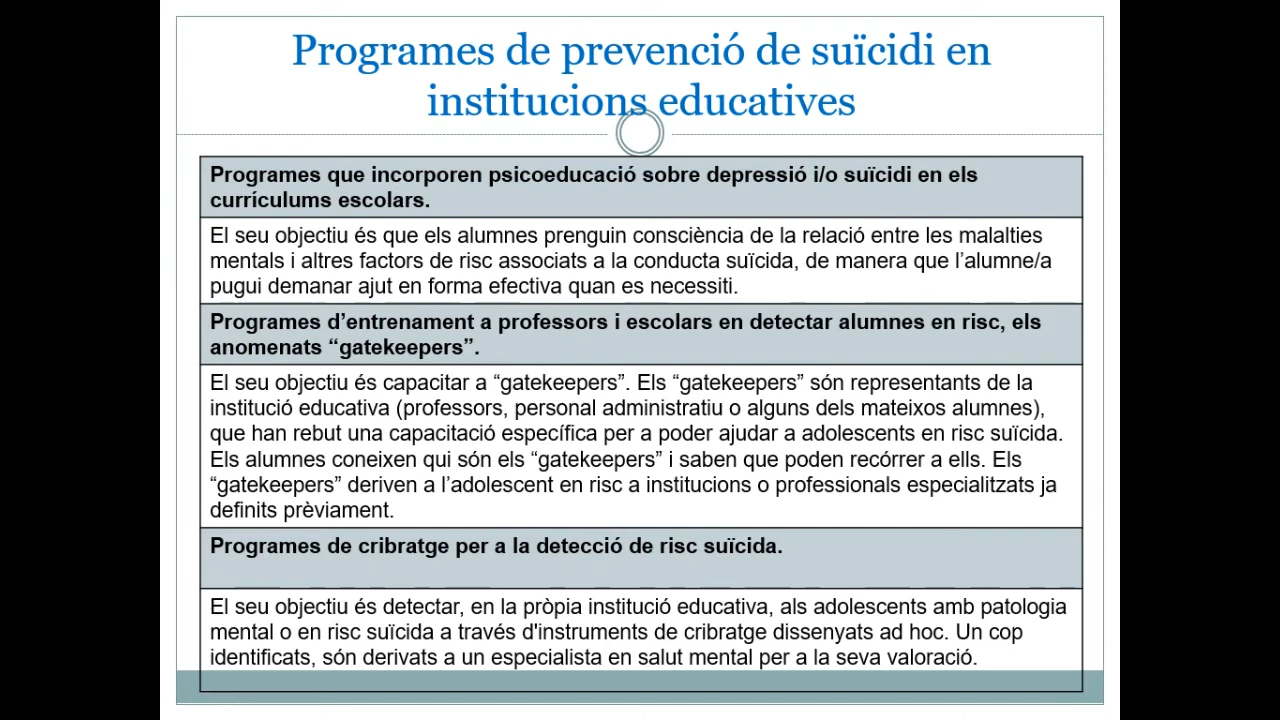 Programes de prevenció de suïcidi en
institucions educatives
Programes que incorporen psicoeducació sobre depressió i/o suïcidi en els
currículums escolars.
El seu objectiu és que els alumnes prenguin consciència de la relació entre les malalties
mentals i altres factors de risc associats a la conducta suïcida, de manera que l’alumne/a
pugui demanar ajut en forma efectiva quan es necessiti.
Programes d’entrenament a professors i escolars en detectar alumnes en risc, els
anomenats “gatekeepers”.
El seu objectiu és capacitar a “gatekeepers”. Els “gatekeepers” són representants de la
institució educativa (professors, personal administratiu o alguns dels mateixos alumnes),
que han rebut una capacitació específica per a poder ajudar a adolescents en risc suïcida.
Els alumnes coneixen qui són els “gatekeepers” i saben que poden recórrer a ells. Els
“gatekeepers” deriven a l’adolescent en risc a institucions o professionals especialitzats ja
definits prèviament.
Programes de cribratge per a la detecció de risc suïcida.
El seu objectiu és detectar, en la pròpia institució educativa, als adolescents amb patologia
mental o en risc suïcida a través d'instruments de cribratge dissenyats ad hoc. Un cop
identificats, són derivats a un especialista en salut mental per a la seva valoració.